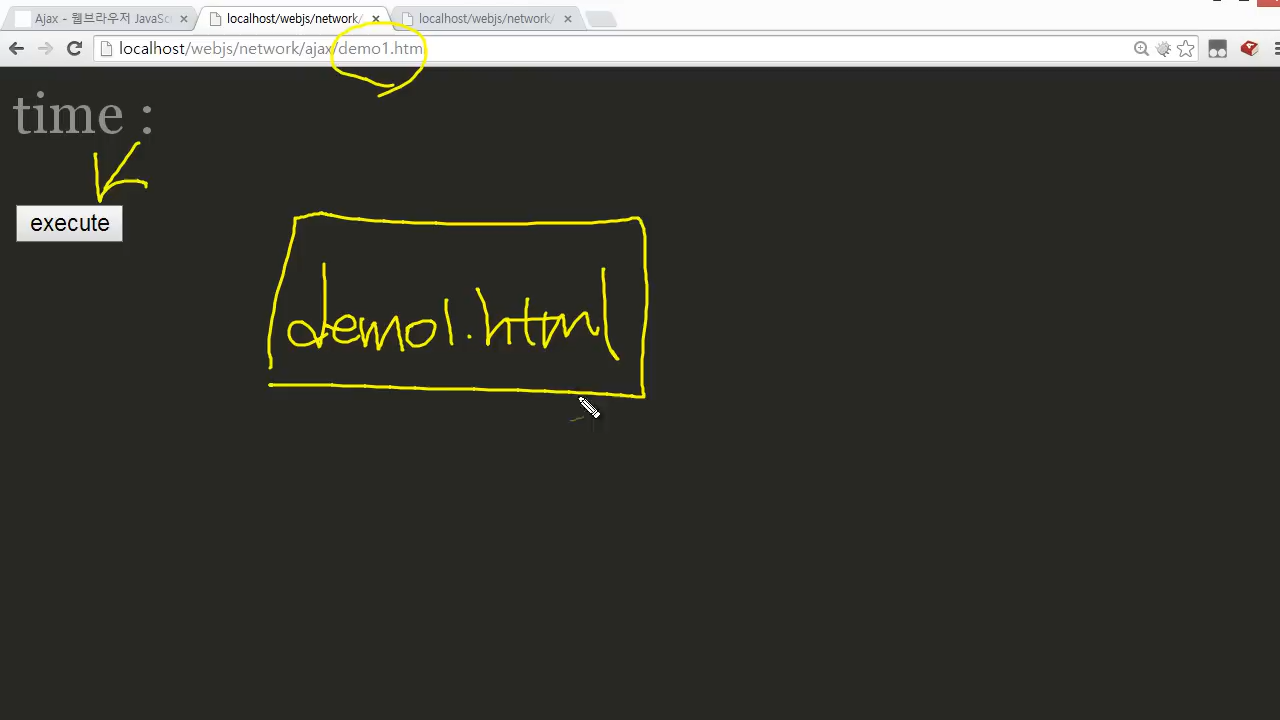 Ajax - 웹브라우저 JavaSc
localhost/webjs/network/
localhost/webjs/network/
localhost/webjs/network/ajax/demo1.htm
time :
execute
demo1.html